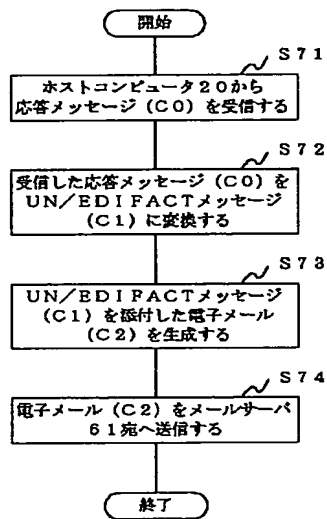 開始
S71
ホストコンピュータ20から
応答メッセージ（C0）を受信する
S72
受信した応答メッセージ（C0）を
UN／EDIFACTメッセージ
（C1）に変換する
S73
UN／EDIFACTメッセージ
（C1）を添付した電子メール
（C2）を生成する
S74
電子メール（C2）をメールサーバ
61宛へ送信する
終了